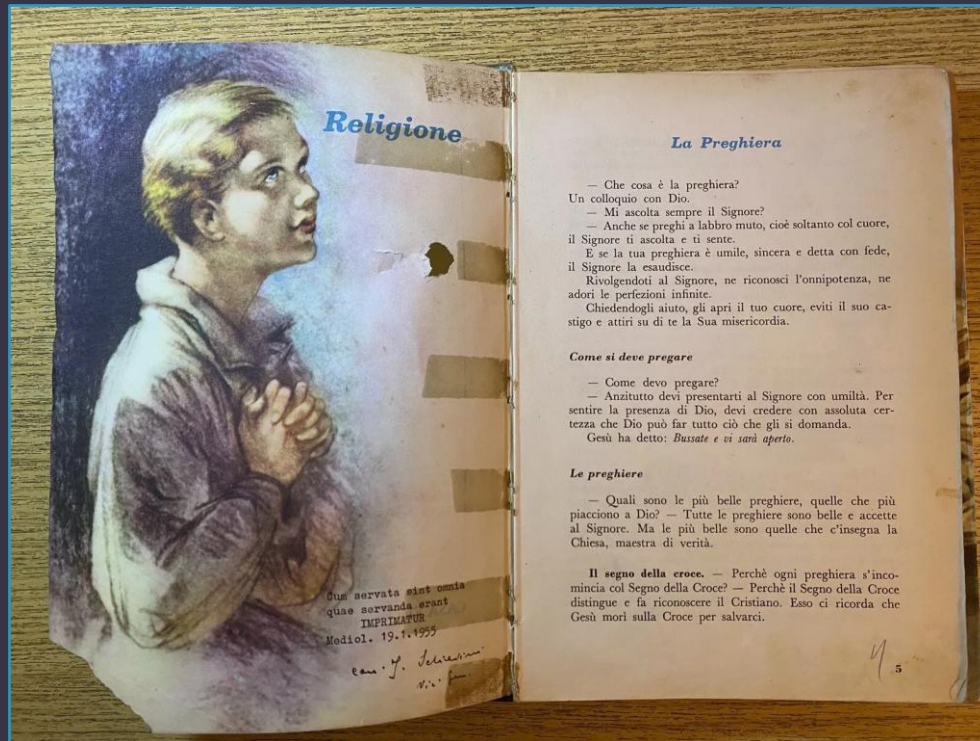 Religione
Cum servata sint omnia
quae servanda erant
IMPRIMATUR
Mediol. 19.1.1955
can. J. Schiavini
Vic. Gen.
La Preghiera
— Che cosa è la preghiera?
Un colloquio con Dio.
— Mi ascolta sempre il Signore?
— Anche se preghi a labbro muto, cioè soltanto col cuore,
il Signore ti ascolta e ti sente.
E se la tua preghiera è umile, sincera e detta con fede,
il Signore la esaudisce.
Rivolgendoti al Signore, ne riconosci l'onnipotenza, ne
adori le perfezioni infinite.
Chiedendogli aiuto, gli apri il tuo cuore, eviti il suo ca-
stigo e attiri su di te la Sua misericordia.
Come si deve pregare
— Come devo pregare?
— Anzitutto devi presentarti al Signore con umiltà. Per
sentire la presenza di Dio, devi credere con assoluta cer-
tezza che Dio può far tutto ciò che gli si domanda.
Gesù ha detto: Bussate e vi sarà aperto.
Le preghiere
— Quali sono le più belle preghiere, quelle che più
piacciono a Dio? — Tutte le preghiere sono belle e accette
al Signore. Ma le più belle sono quelle che c'insegna la
Chiesa, maestra di verità.
Il segno della croce. — Perchè ogni preghiera s'inco-
mincia col Segno della Croce? — Perchè il Segno della Croce
distingue e fa riconoscere il Cristiano. Esso ci ricorda che
Gesù morì sulla Croce per salvarci.
5